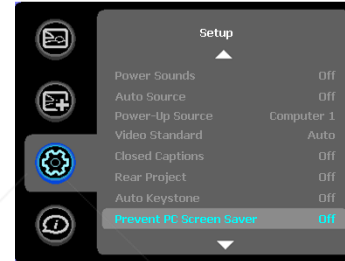 Setup
Power Sounds Off
Auto Source Off
Power-Up Source Computer 1
Video Standard Auto
Closed Captions Off
Rear Project Off
Auto Keystone Off
Prevent PC Screen Saver Off